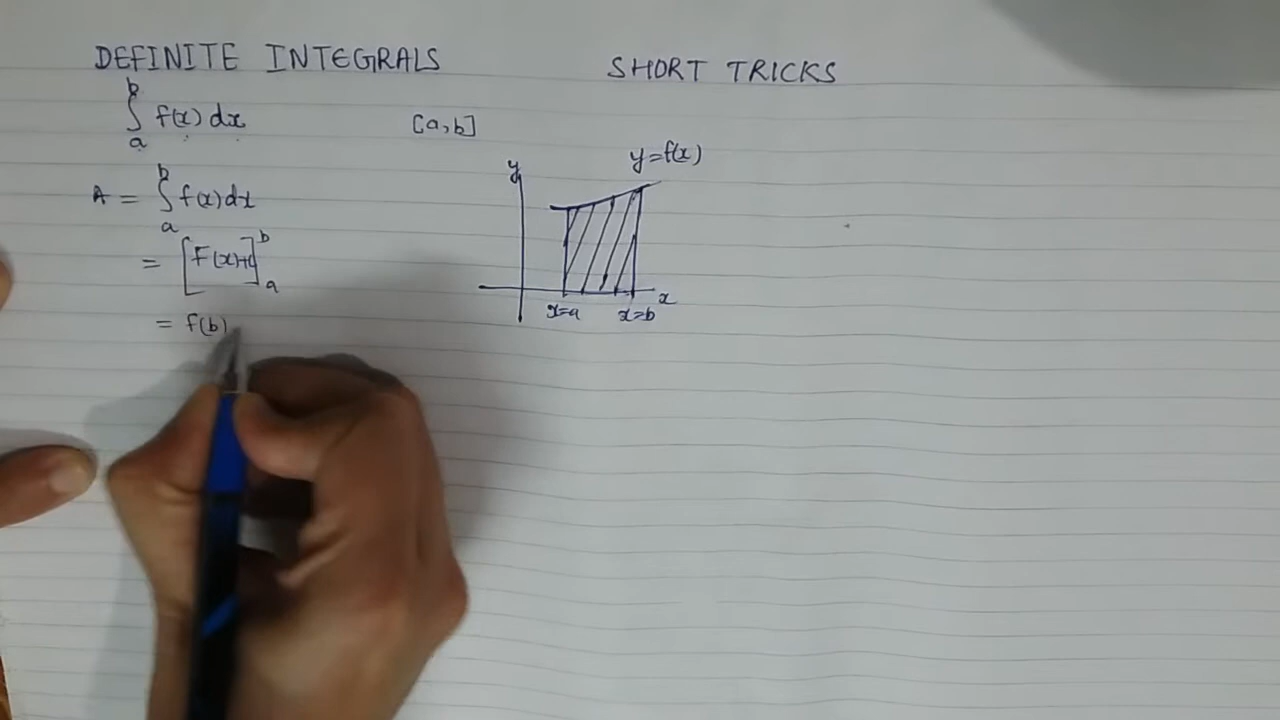 DEFINITE INTEGRALS
SHORT TRICKS
∫ₐᵇ f(x) dx
[a,b]
A = ∫ₐᵇ f(x) dx
= [F(x)+c]ₐᵇ
= f(b)
y
y=f(x)
x
x=a
x=b